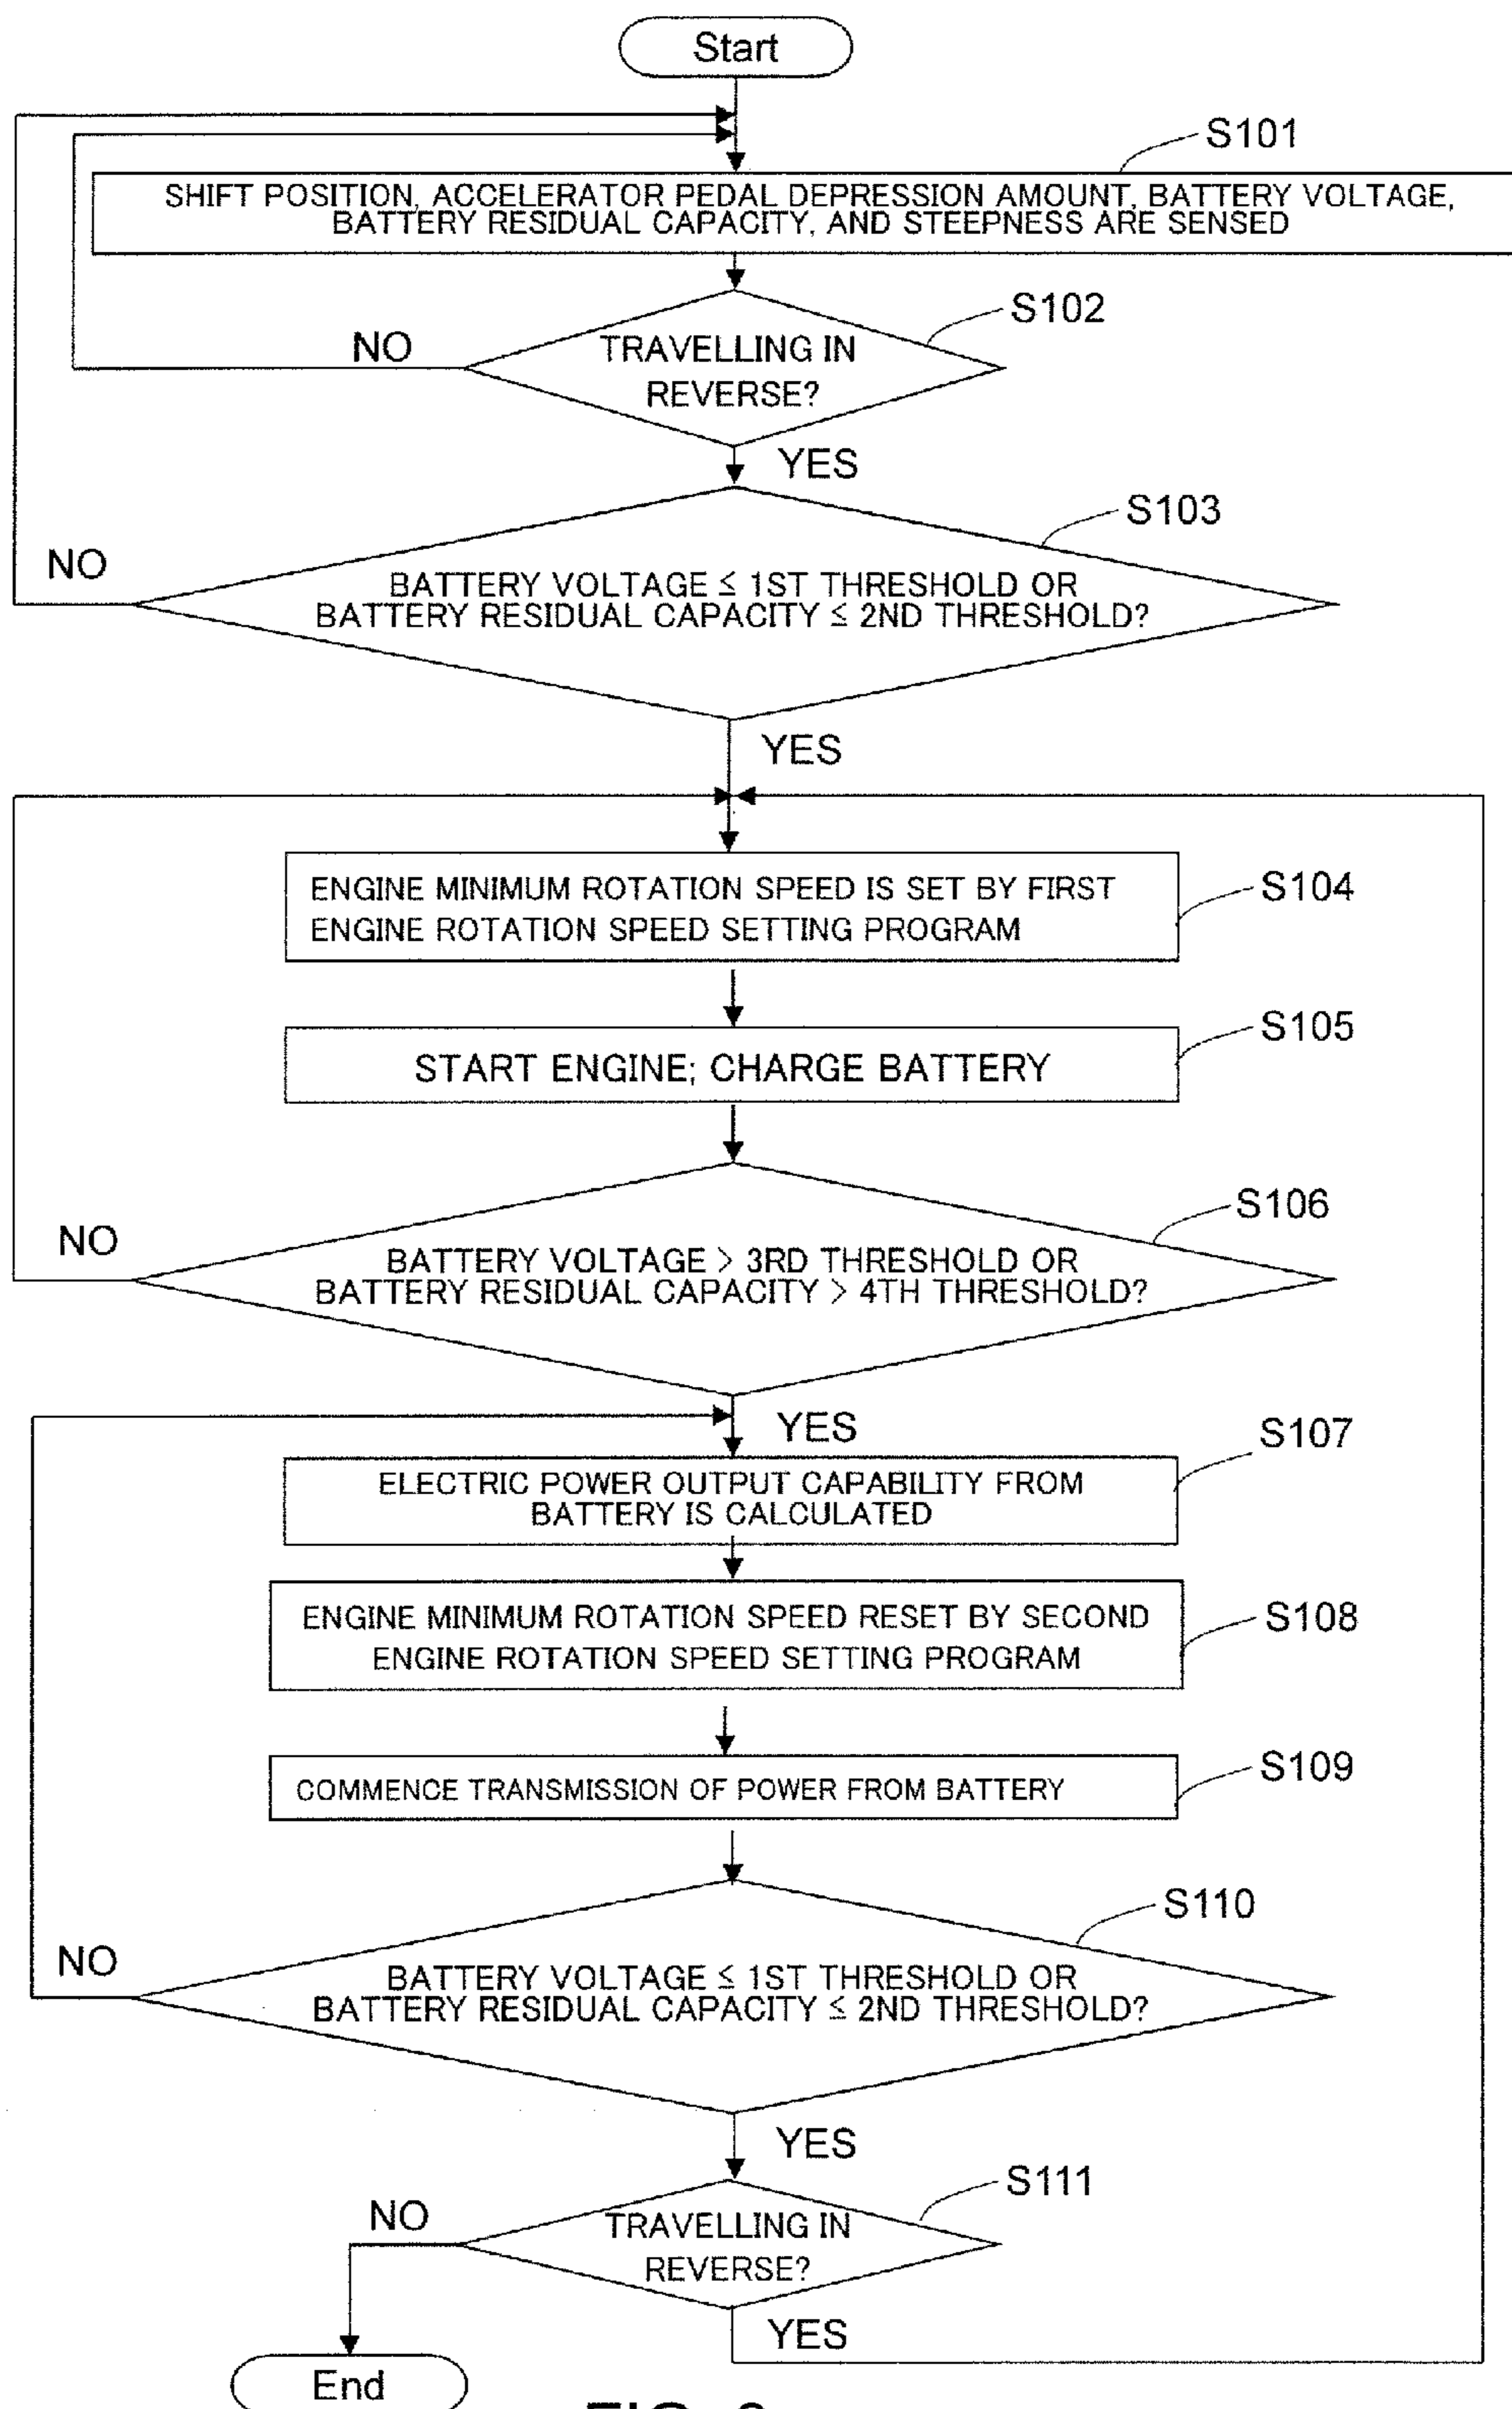 Start
S101
SHIFT POSITION, ACCELERATOR PEDAL DEPRESSION AMOUNT, BATTERY VOLTAGE,
BATTERY RESIDUAL CAPACITY, AND STEEPNESS ARE SENSED
S102
NO
TRAVELLING IN
REVERSE?
YES
S103
NO
BATTERY VOLTAGE ≦ 1ST THRESHOLD OR
BATTERY RESIDUAL CAPACITY ≦ 2ND THRESHOLD?
YES
S104
ENGINE MINIMUM ROTATION SPEED IS SET BY FIRST
ENGINE ROTATION SPEED SETTING PROGRAM
S105
START ENGINE; CHARGE BATTERY
S106
NO
BATTERY VOLTAGE > 3RD THRESHOLD OR
BATTERY RESIDUAL CAPACITY > 4TH THRESHOLD?
YES
S107
ELECTRIC POWER OUTPUT CAPABILITY FROM
BATTERY IS CALCULATED
S108
ENGINE MINIMUM ROTATION SPEED RESET BY SECOND
ENGINE ROTATION SPEED SETTING PROGRAM
S109
COMMENCE TRANSMISSION OF POWER FROM BATTERY
S110
NO
BATTERY VOLTAGE ≦ 1ST THRESHOLD OR
BATTERY RESIDUAL CAPACITY ≦ 2ND THRESHOLD?
YES
S111
NO
TRAVELLING IN
REVERSE?
YES
End